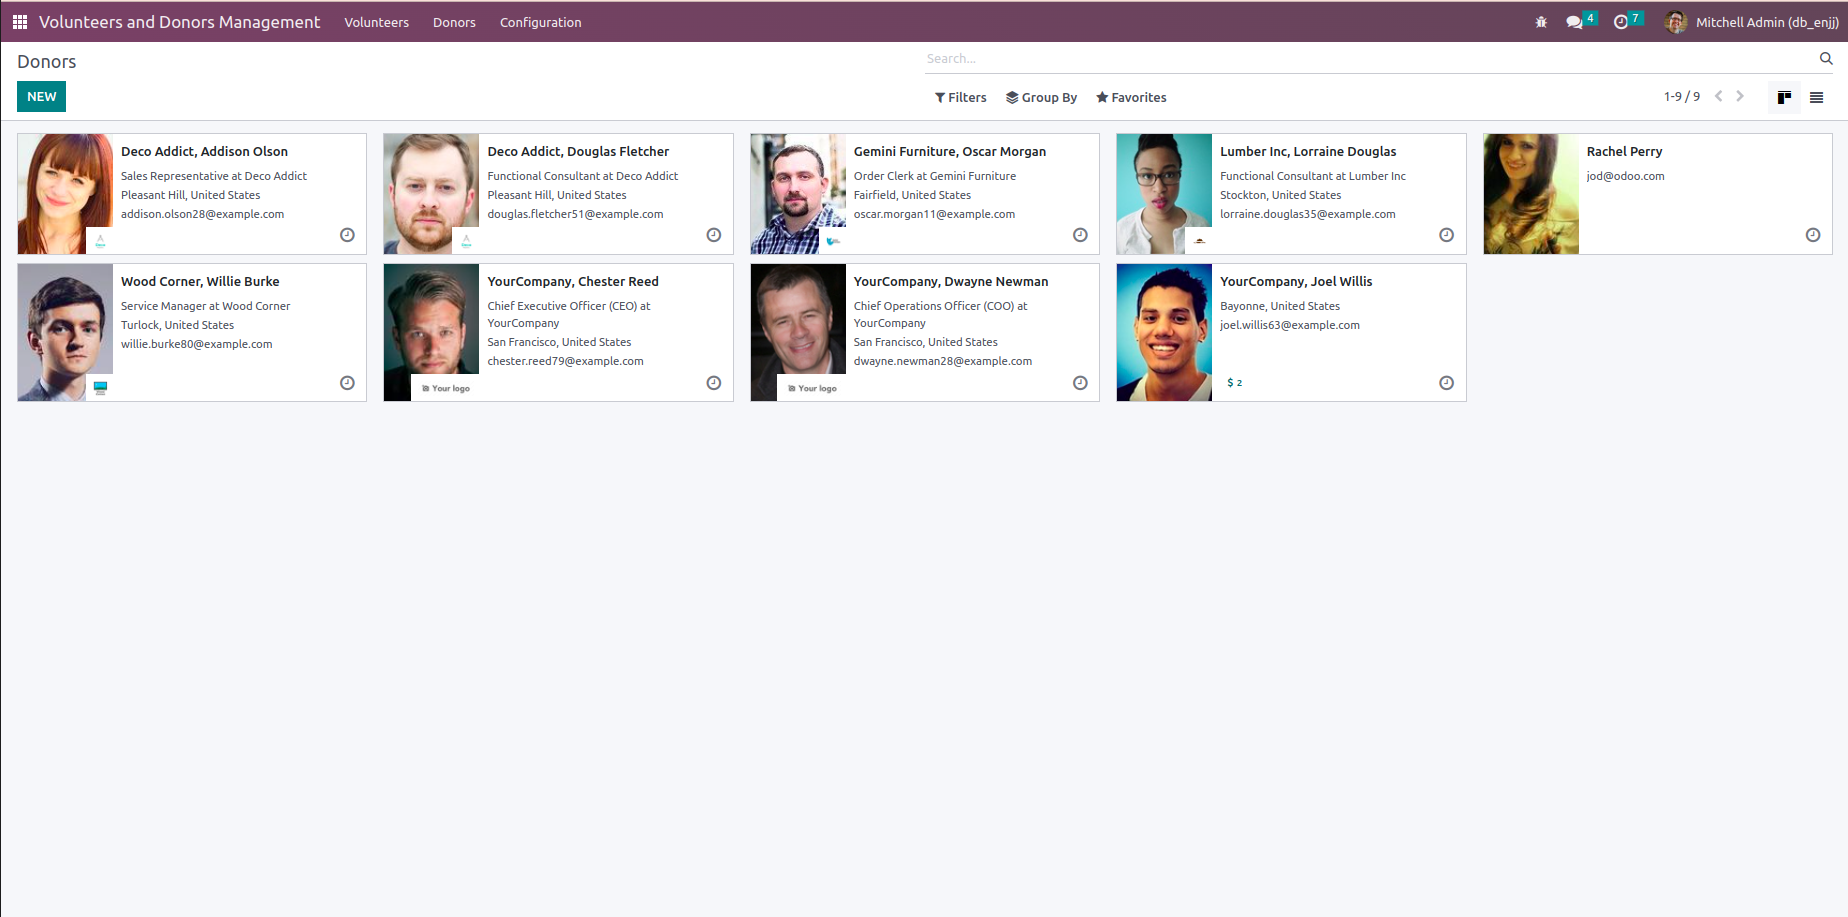 Volunteers and Donors Management Volunteers Donors Configuration 4 7 Mitchell Admin (db_enjj)
Donors
Search...
NEW
Filters Group By Favorites
1-9 / 9
Deco Addict, Addison Olson
Sales Representative at Deco Addict
Pleasant Hill, United States
addison.olson28@example.com
Deco Addict, Douglas Fletcher
Functional Consultant at Deco Addict
Pleasant Hill, United States
douglas.fletcher51@example.com
Gemini Furniture, Oscar Morgan
Order Clerk at Gemini Furniture
Fairfield, United States
oscar.morgan11@example.com
Lumber Inc, Lorraine Douglas
Functional Consultant at Lumber Inc
Stockton, United States
lorraine.douglas35@example.com
Rachel Perry
jod@odoo.com
Wood Corner, Willie Burke
Service Manager at Wood Corner
Turlock, United States
willie.burke80@example.com
YourCompany, Chester Reed
Chief Executive Officer (CEO) at
YourCompany
San Francisco, United States
chester.reed79@example.com
Your logo
YourCompany, Dwayne Newman
Chief Operations Officer (COO) at
YourCompany
San Francisco, United States
dwayne.newman28@example.com
Your logo
YourCompany, Joel Willis
Bayonne, United States
joel.willis63@example.com
$ 2